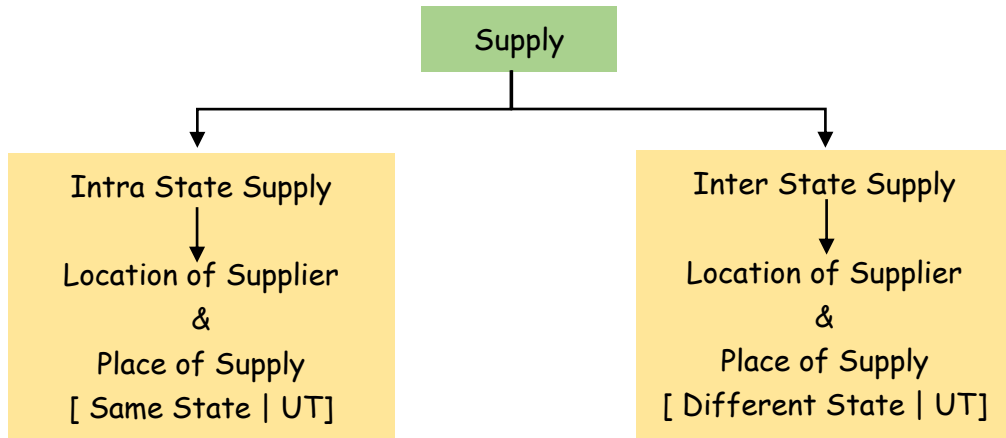 Supply
Intra State Supply
Location of Supplier
&
Place of Supply
[ Same State | UT]
Inter State Supply
Location of Supplier
&
Place of Supply
[ Different State | UT]